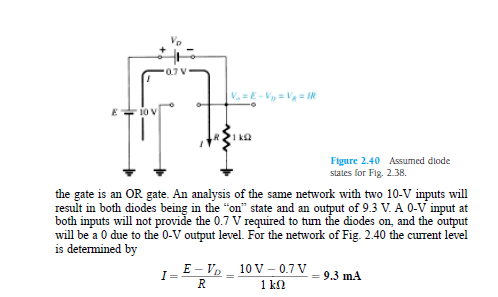 V_D
+ −
0.7 V
I
V_o = E − V_D = V_R = IR
E 10 V
R 1 kΩ
I
Figure 2.40 Assumed diode
states for Fig. 2.38.
the gate is an OR gate. An analysis of the same network with two 10-V inputs will
result in both diodes being in the “on” state and an output of 9.3 V. A 0-V input at
both inputs will not provide the 0.7 V required to turn the diodes on, and the output
will be a 0 due to the 0-V output level. For the network of Fig. 2.40 the current level
is determined by
I = (E − V_D) / R = (10 V − 0.7 V) / 1 kΩ = 9.3 mA